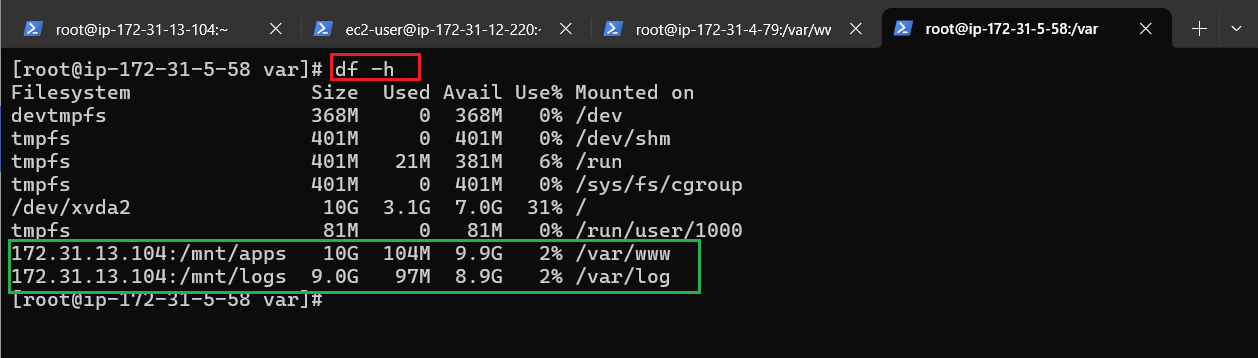 root@ip-172-31-13-104:~ ec2-user@ip-172-31-12-220:~ root@ip-172-31-4-79:/var/wv root@ip-172-31-5-58:/var
[root@ip-172-31-5-58 var]# df -h
Filesystem Size Used Avail Use% Mounted on
devtmpfs 368M 0 368M 0% /dev
tmpfs 401M 0 401M 0% /dev/shm
tmpfs 401M 21M 381M 6% /run
tmpfs 401M 0 401M 0% /sys/fs/cgroup
/dev/xvda2 10G 3.1G 7.0G 31% /
tmpfs 81M 0 81M 0% /run/user/1000
172.31.13.104:/mnt/apps 10G 104M 9.9G 2% /var/www
172.31.13.104:/mnt/logs 9.0G 97M 8.9G 2% /var/log
[root@ip-172-31-5-58 var]#